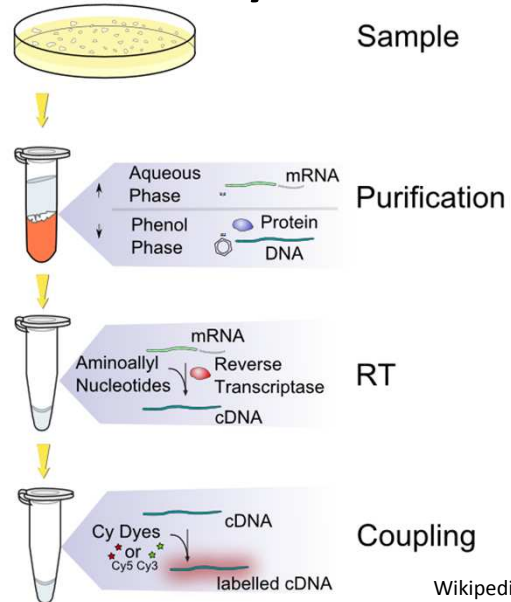 Sample
Aqueous
Phase
mRNA
Phenol
Phase
Protein
DNA
Purification
mRNA
Aminoallyl
Nucleotides
Reverse
Transcriptase
cDNA
RT
cDNA
Cy Dyes
or
Cy5 Cy3
labelled cDNA
Coupling
Wikipedi